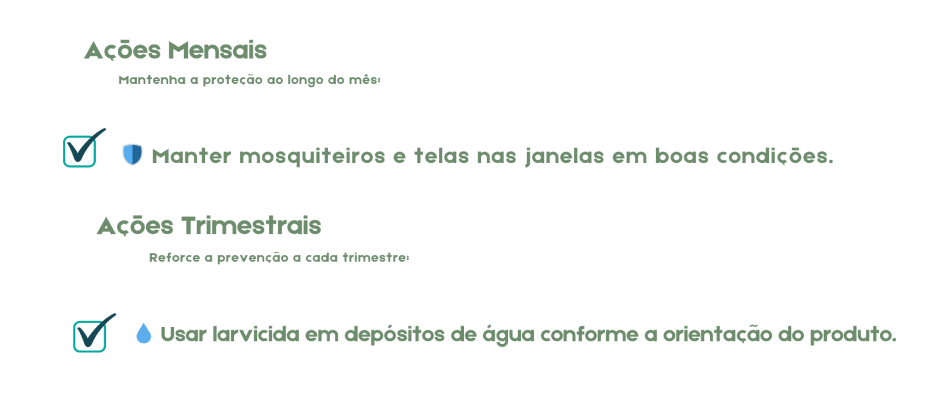 Ações Mensais
Mantenha a proteção ao longo do mês:
Manter mosquiteiros e telas nas janelas em boas condições.
Ações Trimestrais
Reforce a prevenção a cada trimestre:
Usar larvicida em depósitos de água conforme a orientação do produto.